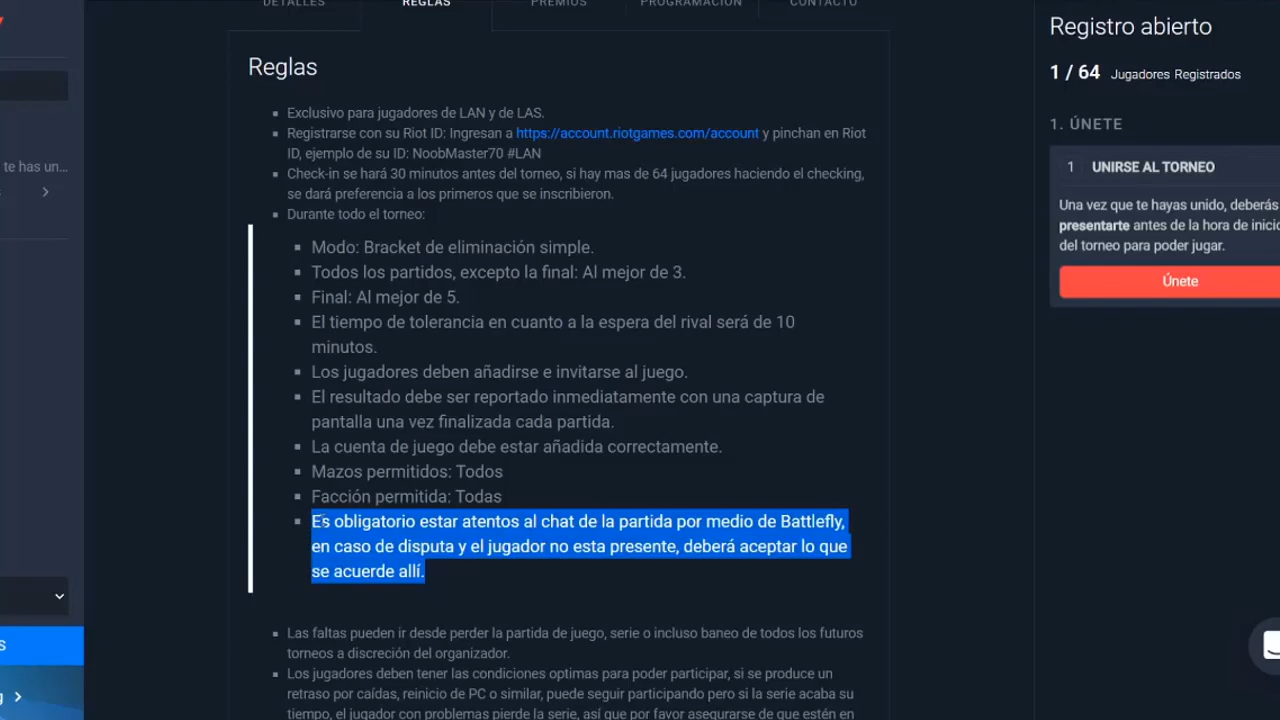 DETALLES REGLAS PREMIOS PROGRAMACIÓN CONTACTO
Reglas
Exclusivo para jugadores de LAN y de LAS.
Registrarse con su Riot ID: Ingresan a https://account.riotgames.com/account y pinchan en Riot
ID, ejemplo de su ID: NoobMaster70 #LAN
Check-in se hará 30 minutos antes del torneo, si hay mas de 64 jugadores haciendo el checking,
se dará preferencia a los primeros que se inscribieron.
Durante todo el torneo:
Modo: Bracket de eliminación simple.
Todos los partidos, excepto la final: Al mejor de 3.
Final: Al mejor de 5.
El tiempo de tolerancia en cuanto a la espera del rival será de 10
minutos.
Los jugadores deben añadirse e invitarse al juego.
El resultado debe ser reportado inmediatamente con una captura de
pantalla una vez finalizada cada partida.
La cuenta de juego debe estar añadida correctamente.
Mazos permitidos: Todos
Facción permitida: Todas
Es obligatorio estar atentos al chat de la partida por medio de Battlefly,
en caso de disputa y el jugador no esta presente, deberá aceptar lo que
se acuerde allí.
Las faltas pueden ir desde perder la partida de juego, serie o incluso baneo de todos los futuros
torneos a discreción del organizador.
Los jugadores deben tener las condiciones optimas para poder participar, si se produce un
retraso por caídas, reinicio de PC o similar, puede seguir participando pero si la serie acaba su
tiempo, el jugador con problemas pierde la serie, así que por favor asegurarse de que estén en
Registro abierto
1 / 64 Jugadores Registrados
1. ÚNETE
1 UNIRSE AL TORNEO
Una vez que te hayas unido, deberás
presentarte antes de la hora de inicio
del torneo para poder jugar.
Únete
te has un...
S
g